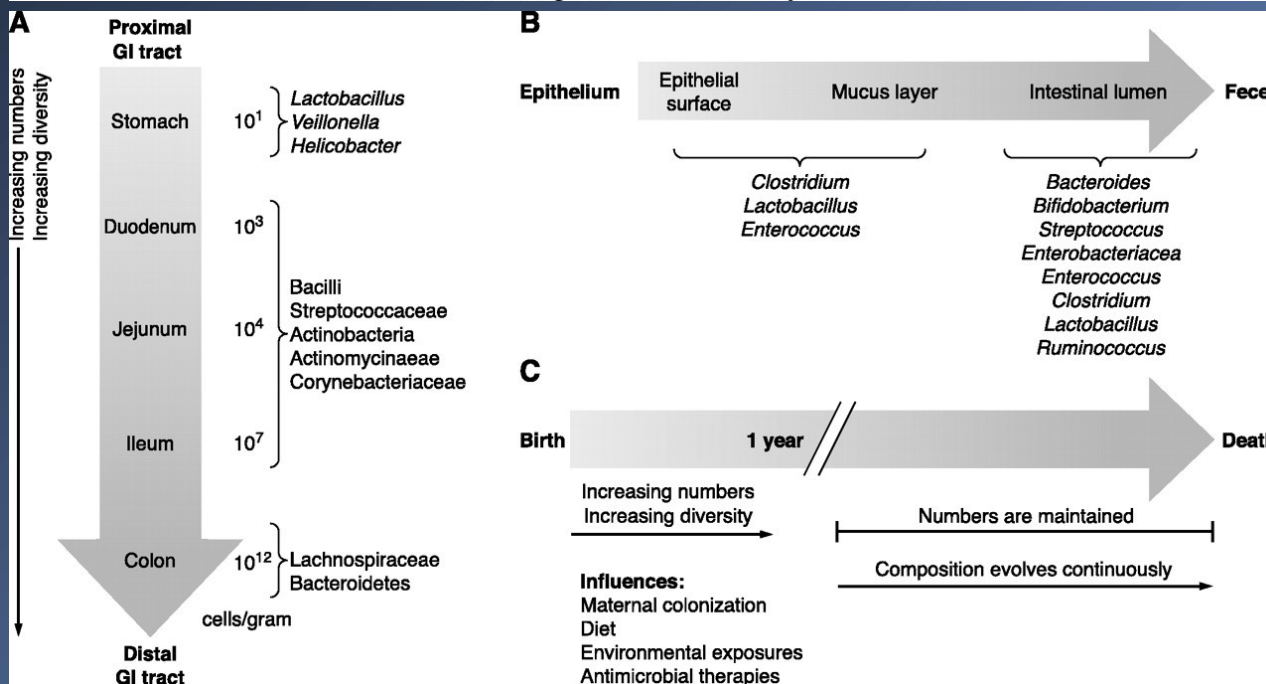 A
Proximal
GI tract
Increasing numbers
Increasing diversity
Stomach
10¹
Lactobacillus
Veillonella
Helicobacter
Duodenum
10³
Jejunum
10⁴
Ileum
10⁷
Bacilli
Streptococcaceae
Actinobacteria
Actinomycinaeae
Corynebacteriaceae
Colon
10¹²
Lachnospiraceae
Bacteroidetes
cells/gram
Distal
GI tract
B
Epithelium
Epithelial
surface
Mucus layer
Intestinal lumen
Fece
Clostridium
Lactobacillus
Enterococcus
Bacteroides
Bifidobacterium
Streptococcus
Enterobacteriacea
Enterococcus
Clostridium
Lactobacillus
Ruminococcus
C
Birth
1 year
Deat
Increasing numbers
Increasing diversity
Numbers are maintained
Composition evolves continuously
Influences:
Maternal colonization
Diet
Environmental exposures
Antimicrobial therapies